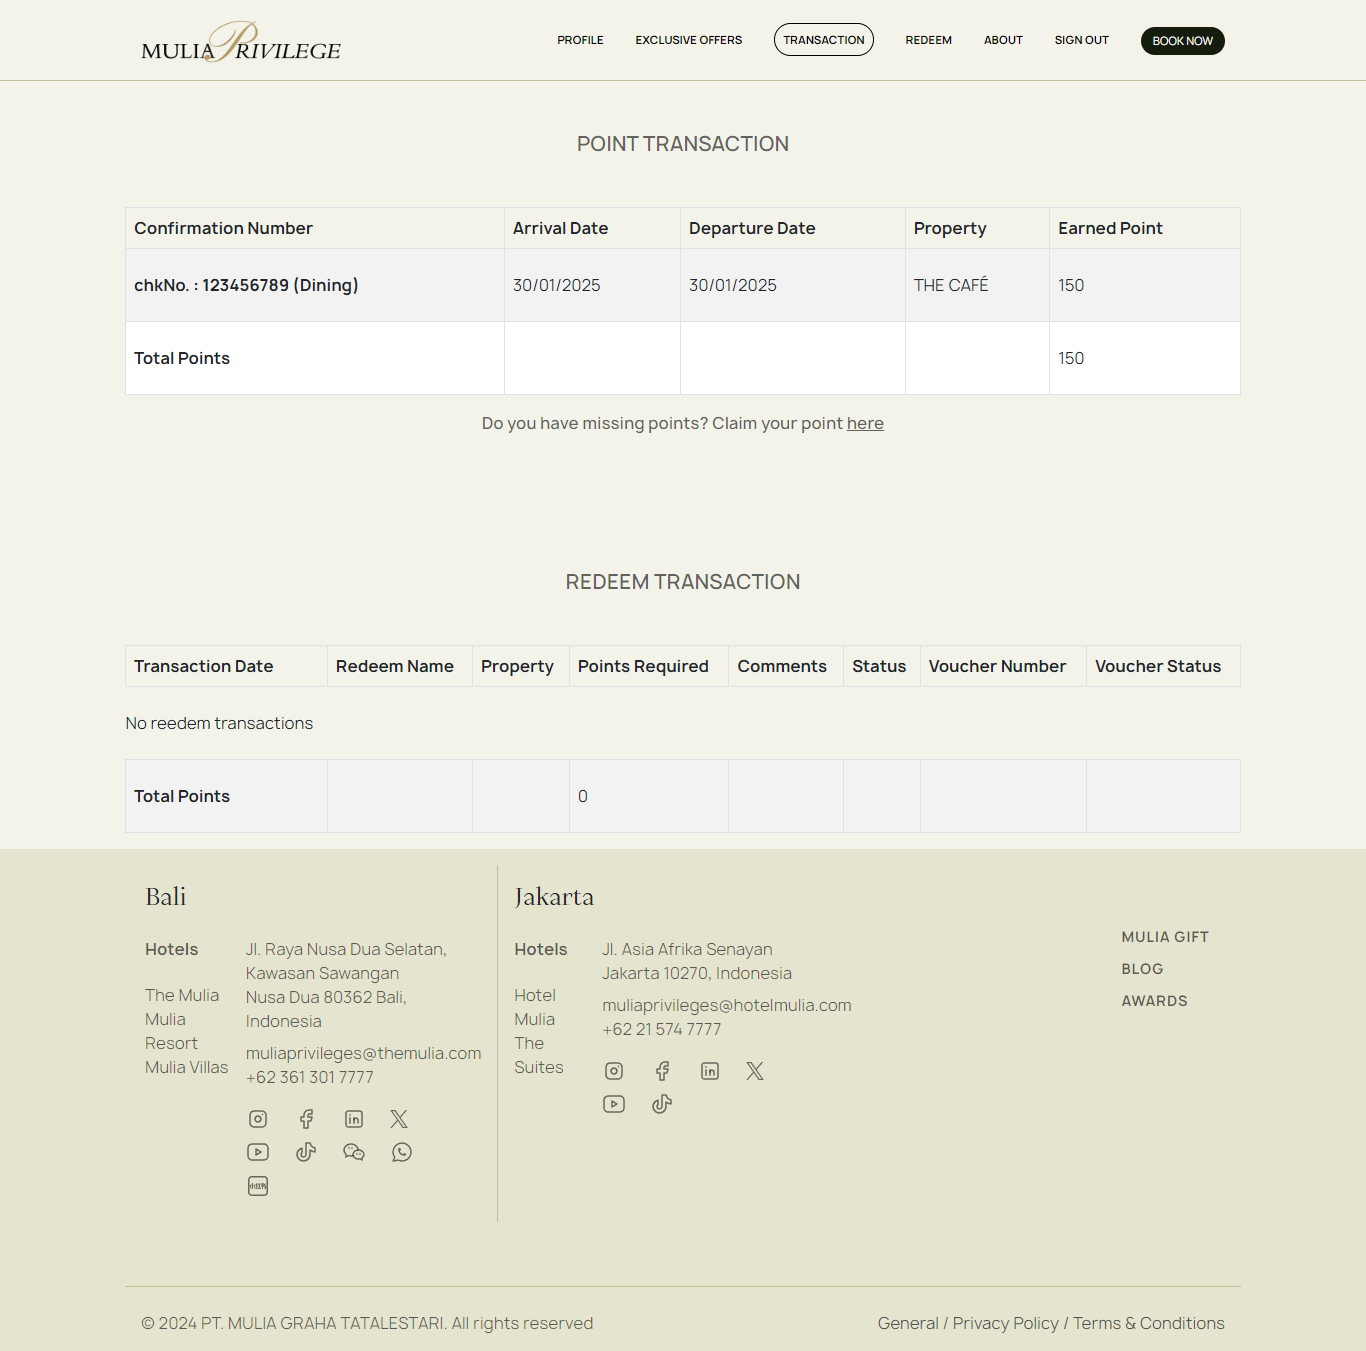 MULIA PRIVILEGE
PROFILE EXCLUSIVE OFFERS TRANSACTION REDEEM ABOUT SIGN OUT BOOK NOW
POINT TRANSACTION
Confirmation Number Arrival Date Departure Date Property Earned Point
chkNo. : 123456789 (Dining) 30/01/2025 30/01/2025 THE CAFÉ 150
Total Points 150
Do you have missing points? Claim your point here
REDEEM TRANSACTION
Transaction Date Redeem Name Property Points Required Comments Status Voucher Number Voucher Status
No reedem transactions
Total Points 0
Bali
Hotels
The Mulia
Mulia
Resort
Mulia Villas
Jl. Raya Nusa Dua Selatan,
Kawasan Sawangan
Nusa Dua 80362 Bali,
Indonesia
muliaprivileges@themulia.com
+62 361 301 7777
Jakarta
Hotels
Hotel
Mulia
The
Suites
Jl. Asia Afrika Senayan
Jakarta 10270, Indonesia
muliaprivileges@hotelmulia.com
+62 21 574 7777
MULIA GIFT
BLOG
AWARDS
© 2024 PT. MULIA GRAHA TATALESTARI. All rights reserved
General / Privacy Policy / Terms & Conditions